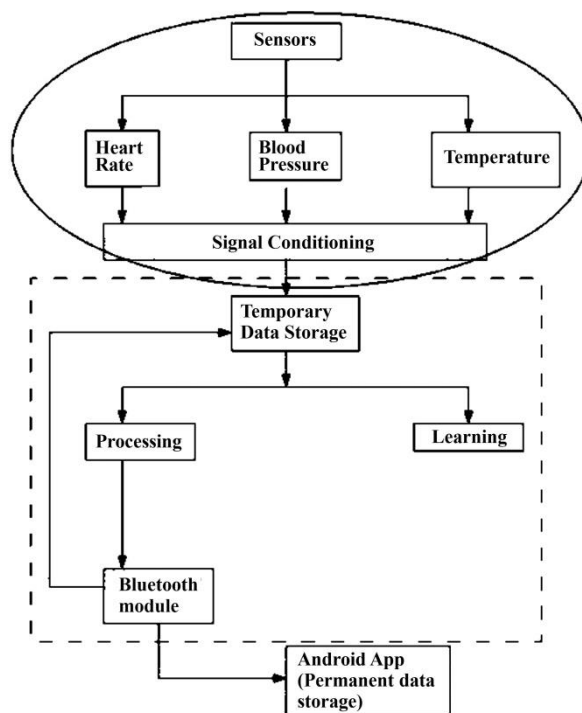 Sensors
Heart
Rate
Blood
Pressure
Temperature
Signal Conditioning
Temporary
Data Storage
Processing
Learning
Bluetooth
module
Android App
(Permanent data
storage)